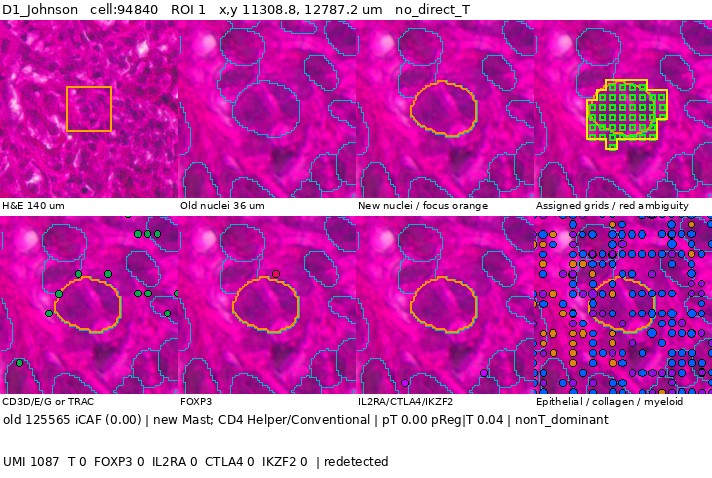 D1_Johnson cell:94840 ROI 1 x,y 11308.8, 12787.2 um no_direct_T
H&E 140 um
Old nuclei 36 um
New nuclei / focus orange
Assigned grids / red ambiguity
CD3D/E/G or TRAC
FOXP3
IL2RA/CTLA4/IKZF2
Epithelial / collagen / myeloid
old 125565 iCAF (0.00) | new Mast; CD4 Helper/Conventional | pT 0.00 pReg|T 0.04 | nonT_dominant
UMI 1087 T 0 FOXP3 0 IL2RA 0 CTLA4 0 IKZF2 0 | redetected